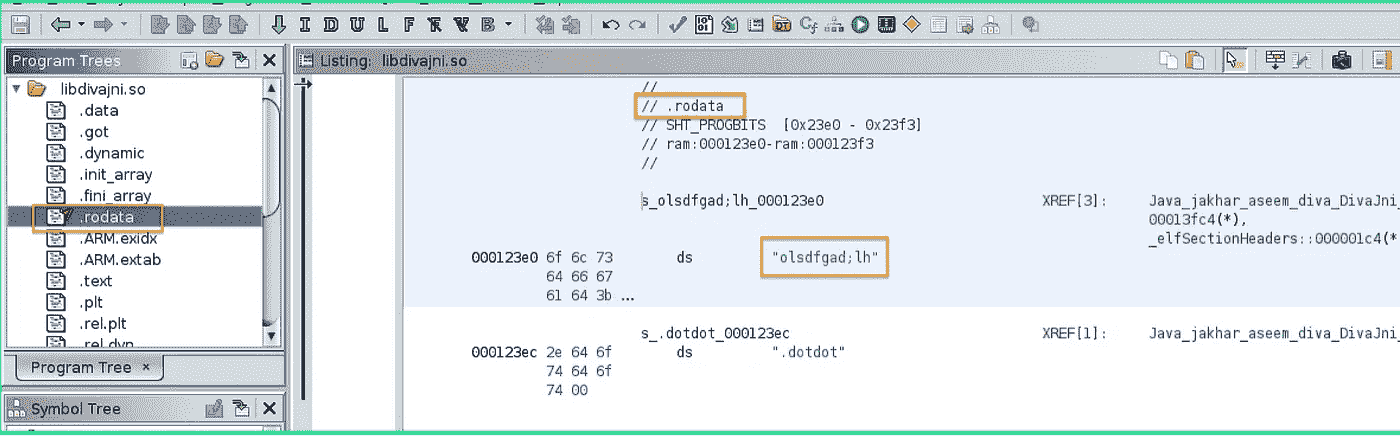 I D U L F R V B
Program Trees
Listing: libdivajni.so
libdivajni.so
.data
.got
.dynamic
.init_array
.fini_array
.rodata
.ARM.exidx
.ARM.extab
.text
.plt
.rel.plt
.rel.dyn
Program Tree ×
Symbol Tree
//
// .rodata
// SHT_PROGBITS [0x23e0 - 0x23f3]
// ram:000123e0-ram:000123f3
//
s_olsdfgad;lh_000123e0 XREF[3]: Java_jakhar_aseem_diva_DivaJni_
00013fc4(*),
_elfSectionHeaders::000001c4(*
000123e0 6f 6c 73 ds "olsdfgad;lh"
64 66 67
61 64 3b ...
s_.dotdot_000123ec XREF[1]: Java_jakhar_aseem_diva_DivaJni_
000123ec 2e 64 6f ds ".dotdot"
74 64 6f
74 00